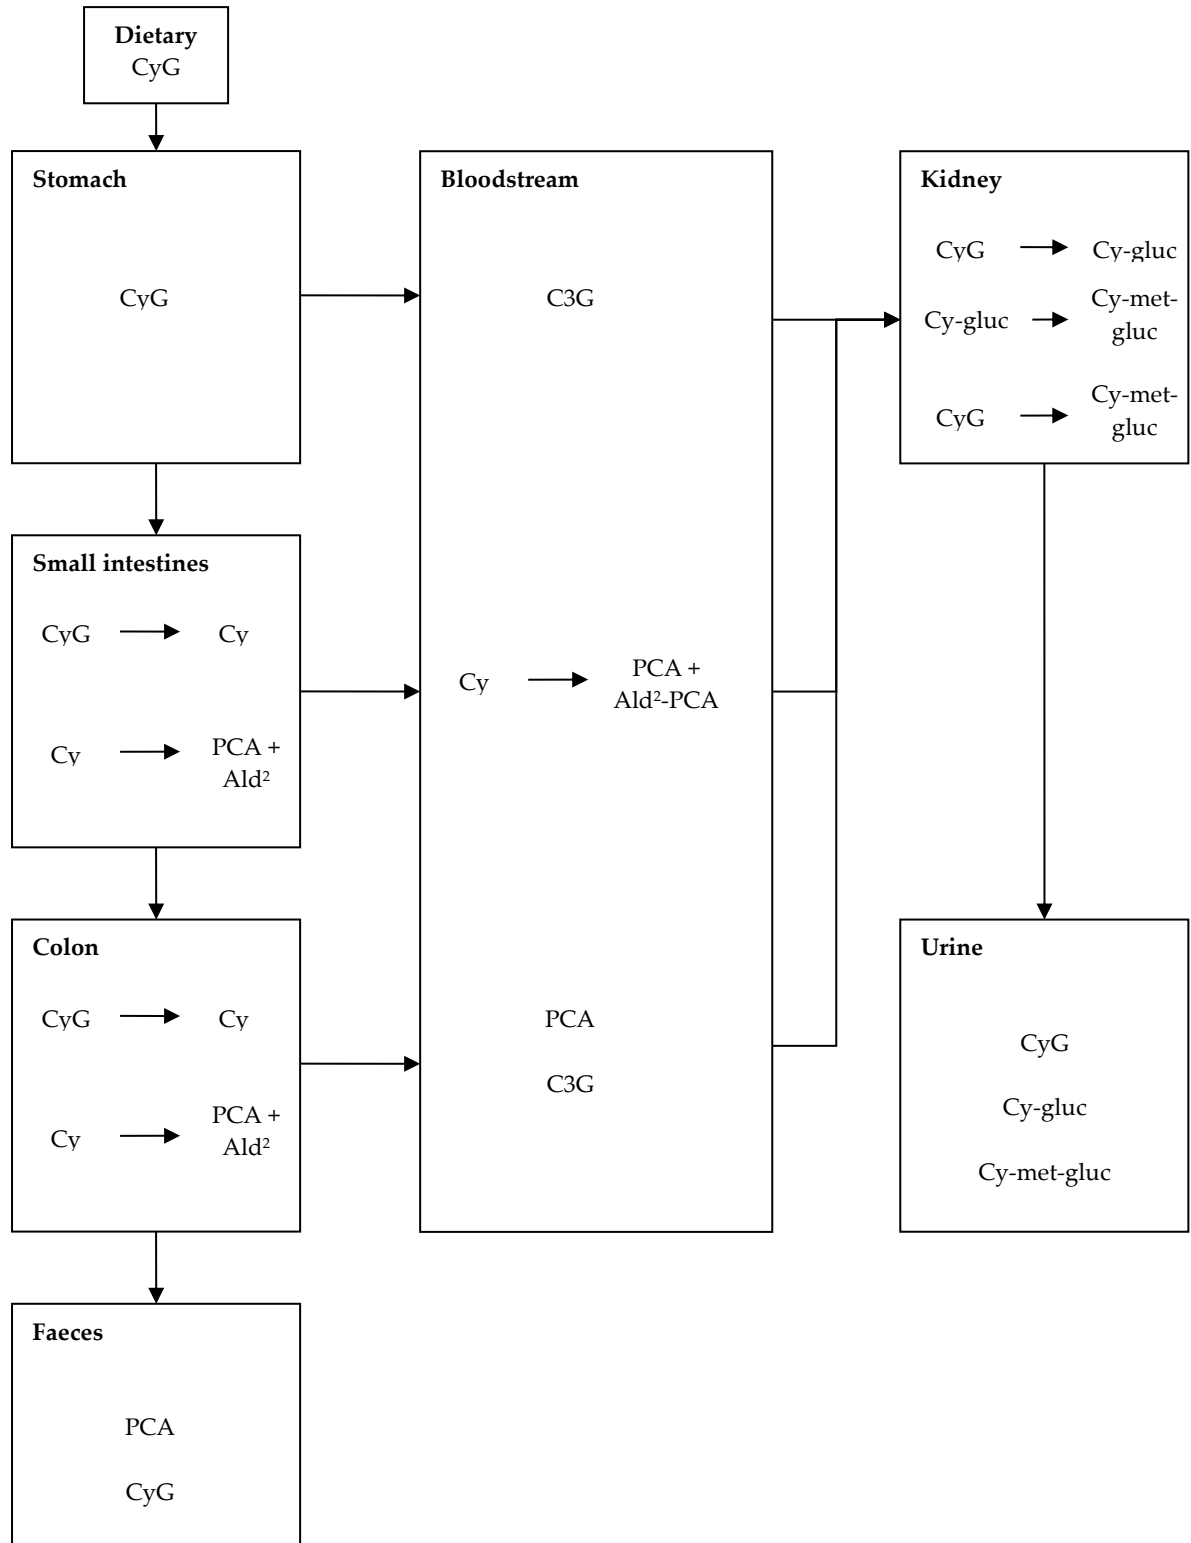 Dietary
CyG
Stomach
CyG
Bloodstream
C3G
Cy
PCA +
Ald²-PCA
PCA
C3G
Kidney
CyG
Cy-gluc
Cy-gluc
Cy-met-
gluc
CyG
Cy-met-
gluc
Small intestines
CyG
Cy
Cy
PCA +
Ald²
Colon
CyG
Cy
Cy
PCA +
Ald²
Urine
CyG
Cy-gluc
Cy-met-gluc
Faeces
PCA
CyG